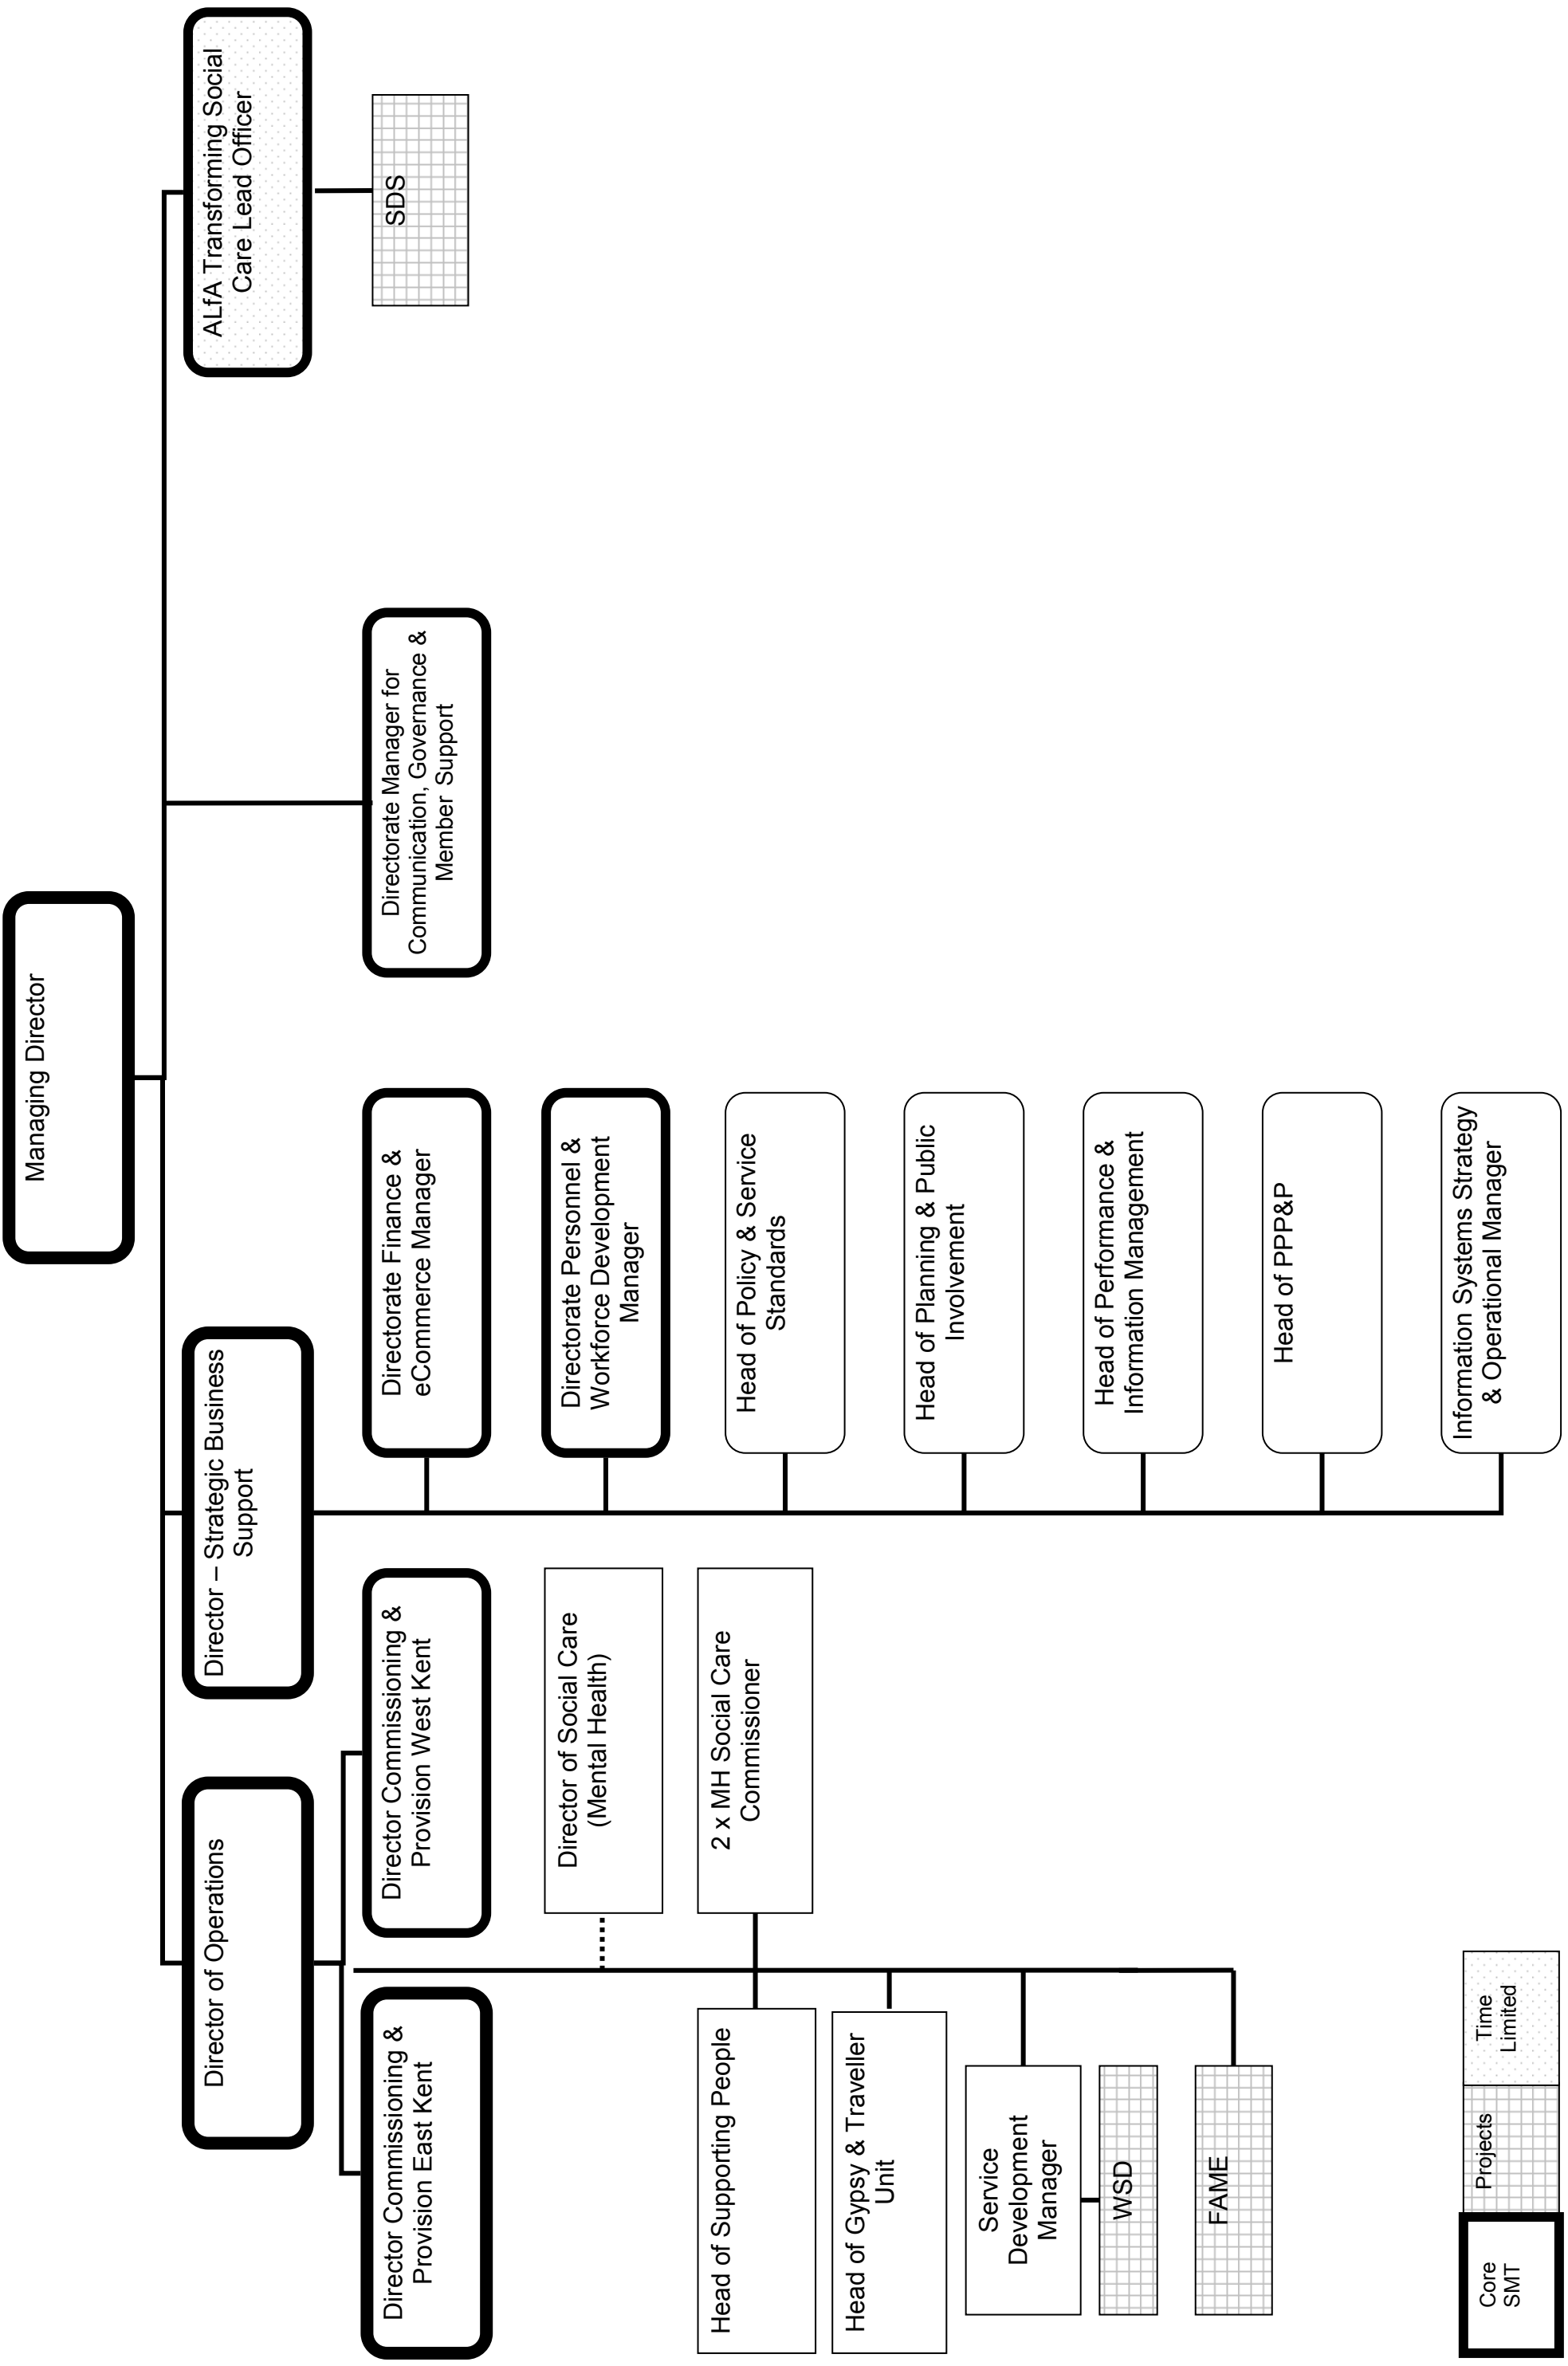 Managing Director
Director of Operations
Director – Strategic Business
Support
ALfA Transforming Social
Care Lead Officer
Director Commissioning &
Provision East Kent
Director Commissioning &
Provision West Kent
Directorate Finance &
eCommerce Manager
Directorate Manager for
Communication, Governance &
Member Support
SDS
Director of Social Care
(Mental Health)
Directorate Personnel &
Workforce Development
Manager
Head of Supporting People
2 x MH Social Care
Commissioner
Head of Policy & Service
Standards
Head of Gypsy & Traveller
Unit
Head of Planning & Public
Involvement
Service
Development
Manager
WSD
Head of Performance &
Information Management
FAME
Head of PPP&P
Information Systems Strategy
& Operational Manager
Core
SMT
Projects
Time
Limited